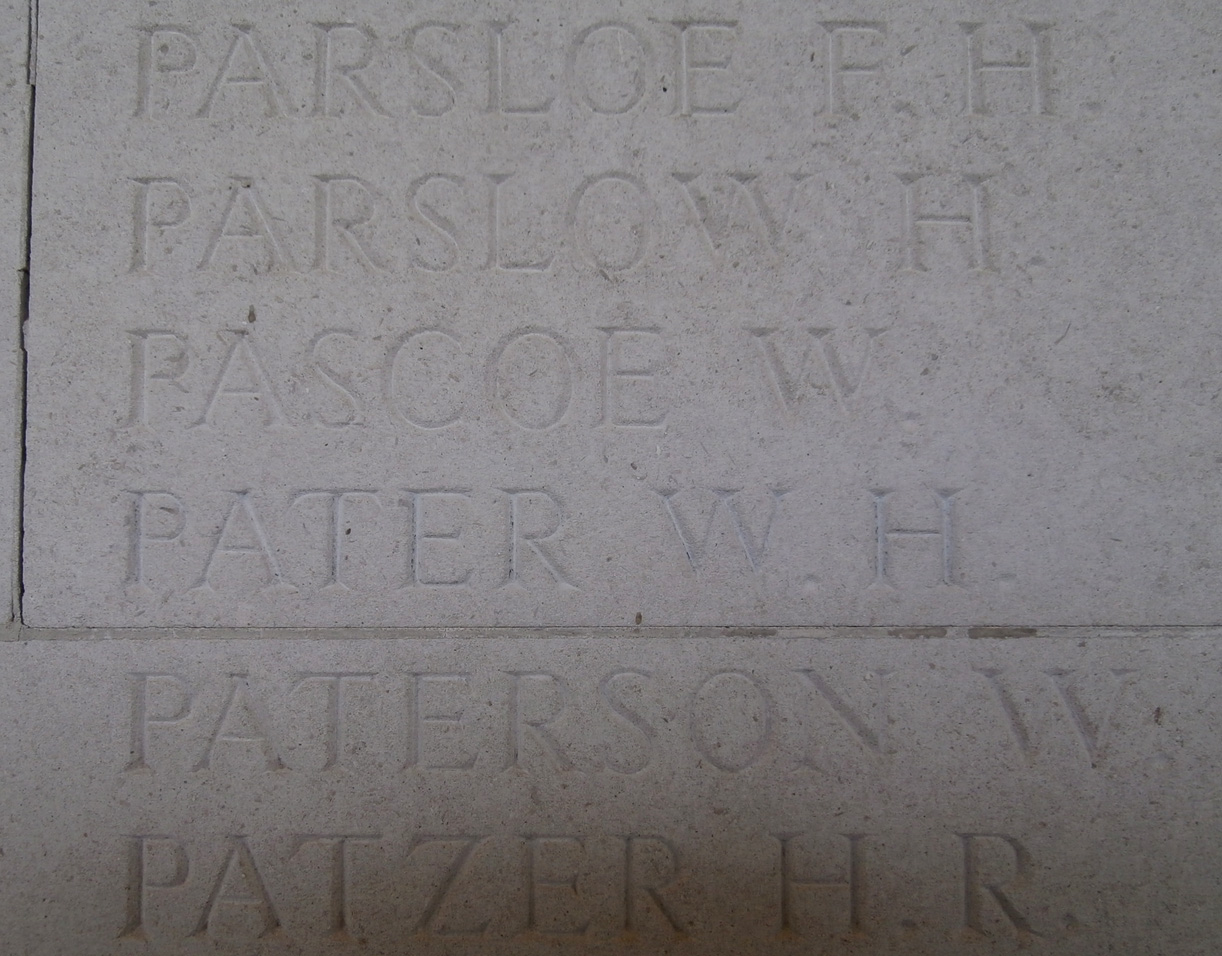 PARSLOE F. H.
PARSLOW H.
PASCOE W.
PATER W. H.
PATERSON W.
PATZER H. R.